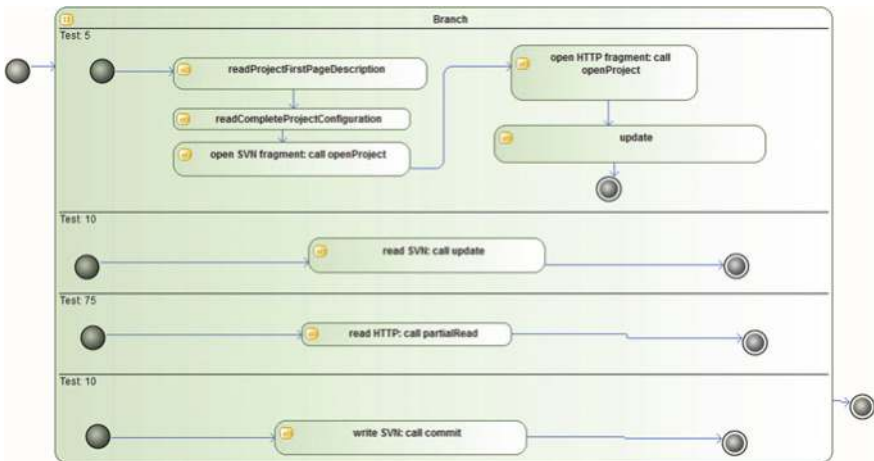 Branch
Test: 5
readProjectFirstPageDescription
readCompleteProjectConfiguration
open SVN fragment: call openProject
open HTTP fragment: call
openProject
update
Test: 10
read SVN: call update
Test: 75
read HTTP: call partialRead
Test: 10
write SVN: call commit